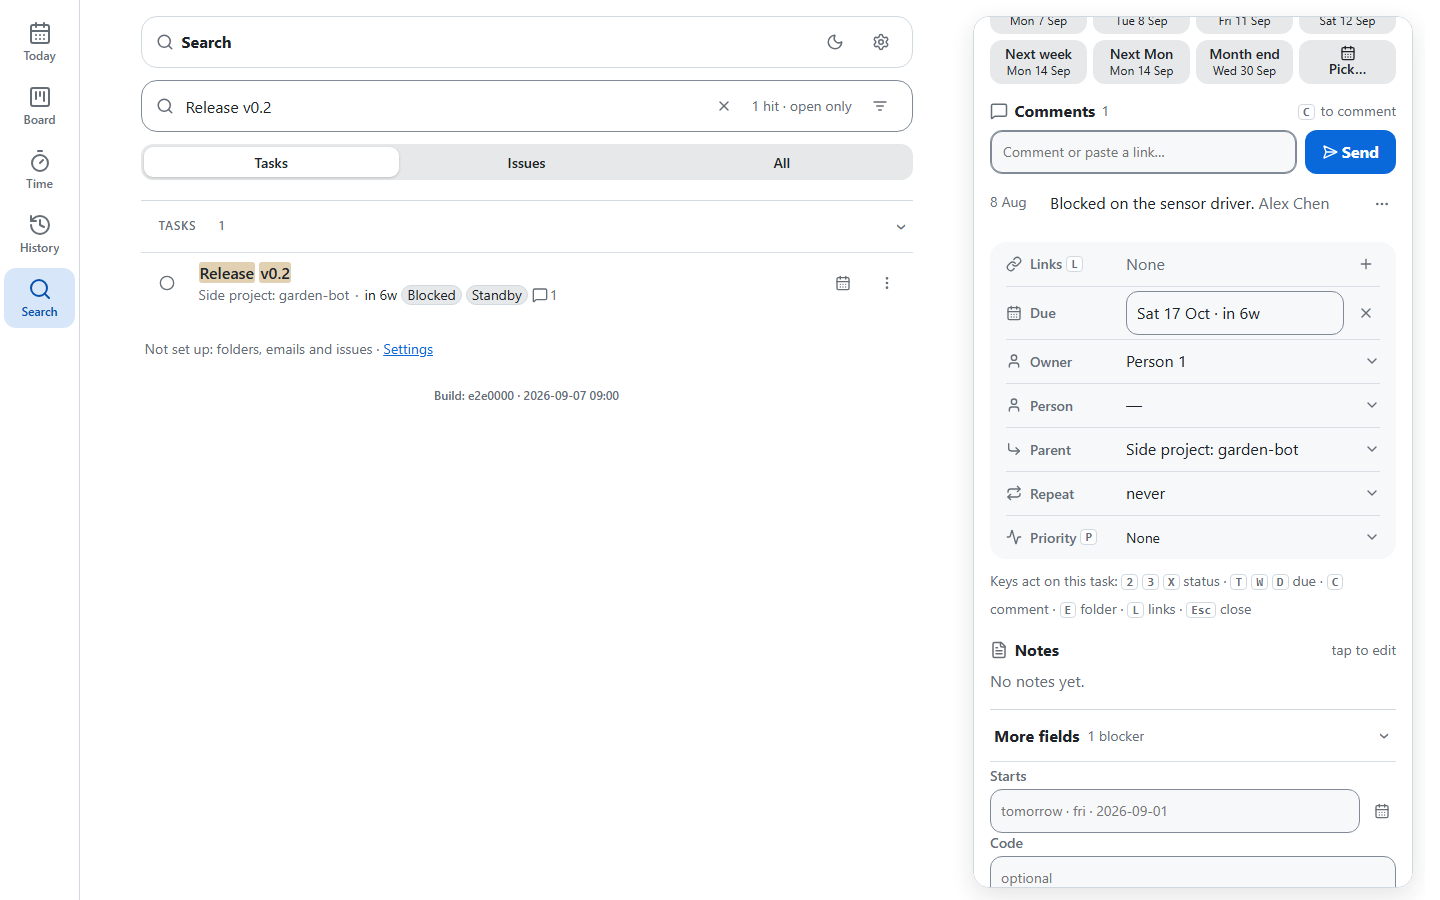 Today
Board
Time
History
Search
Search
Release v0.2
1 hit · open only
Tasks
Issues
All
TASKS 1
Release v0.2
Side project: garden-bot · in 6w Blocked Standby 1
Not set up: folders, emails and issues · Settings
Build: e2e0000 · 2026-09-07 09:00
Mon 7 Sep
Tue 8 Sep
Fri 11 Sep
Sat 12 Sep
Next week
Mon 14 Sep
Next Mon
Mon 14 Sep
Month end
Wed 30 Sep
Pick...
Comments 1
C to comment
Comment or paste a link...
Send
8 Aug Blocked on the sensor driver. Alex Chen
Links L None
Due Sat 17 Oct · in 6w
Owner Person 1
Person —
Parent Side project: garden-bot
Repeat never
Priority P None
Keys act on this task: 2 3 X status · T W D due · C
comment · E folder · L links · Esc close
Notes
tap to edit
No notes yet.
More fields 1 blocker
Starts
tomorrow · fri · 2026-09-01
Code
optional